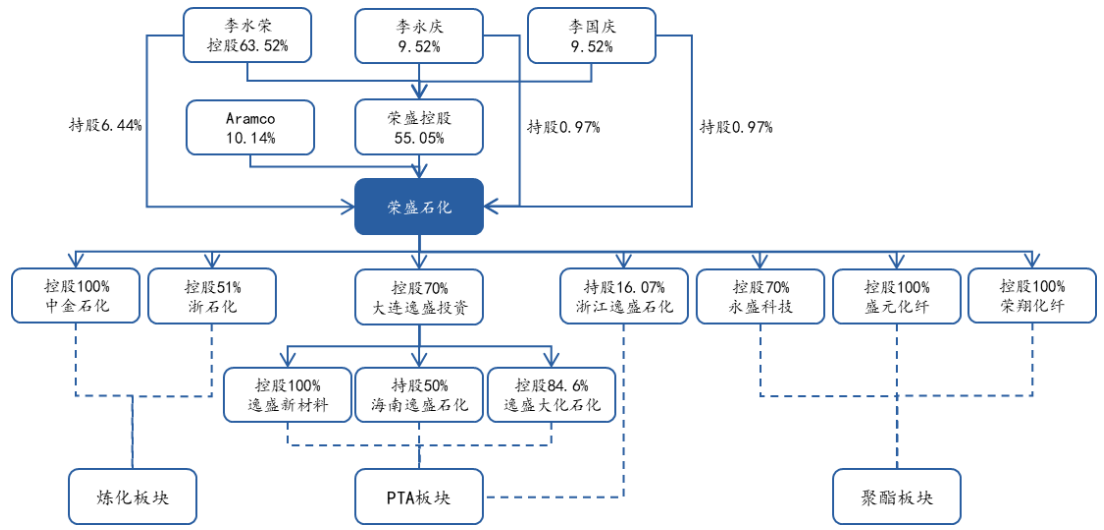 李水荣
控股63.52%
李永庆
9.52%
李国庆
9.52%
持股6.44%
Aramco
10.14%
荣盛控股
55.05%
持股0.97%
持股0.97%
荣盛石化
控股100%
中金石化
控股51%
浙石化
控股70%
大连逸盛投资
持股16.07%
浙江逸盛石化
控股70%
永盛科技
控股100%
盛元化纤
控股100%
荣翔化纤
控股100%
逸盛新材料
持股50%
海南逸盛石化
控股84.6%
逸盛大化石化
炼化板块
PTA板块
聚酯板块